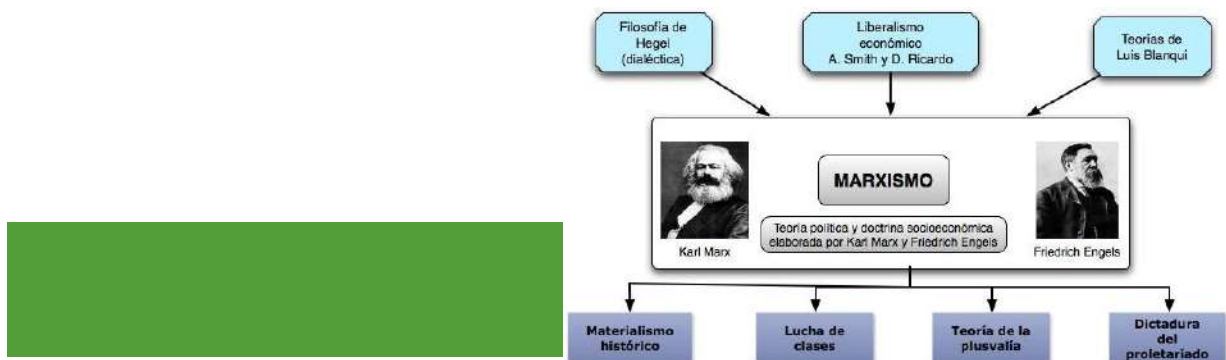 Filosofía de
Hegel
(dialéctica)
Liberalismo
económico
A. Smith y D. Ricardo
Teorías de
Luis Blanqui
MARXISMO
Teoría política y doctrina socioeconómica
elaborada por Karl Marx y Friedrich Engels
Karl Marx
Friedrich Engels
Materialismo
histórico
Lucha de
clases
Teoría de la
plusvalía
Dictadura
del
proletariado